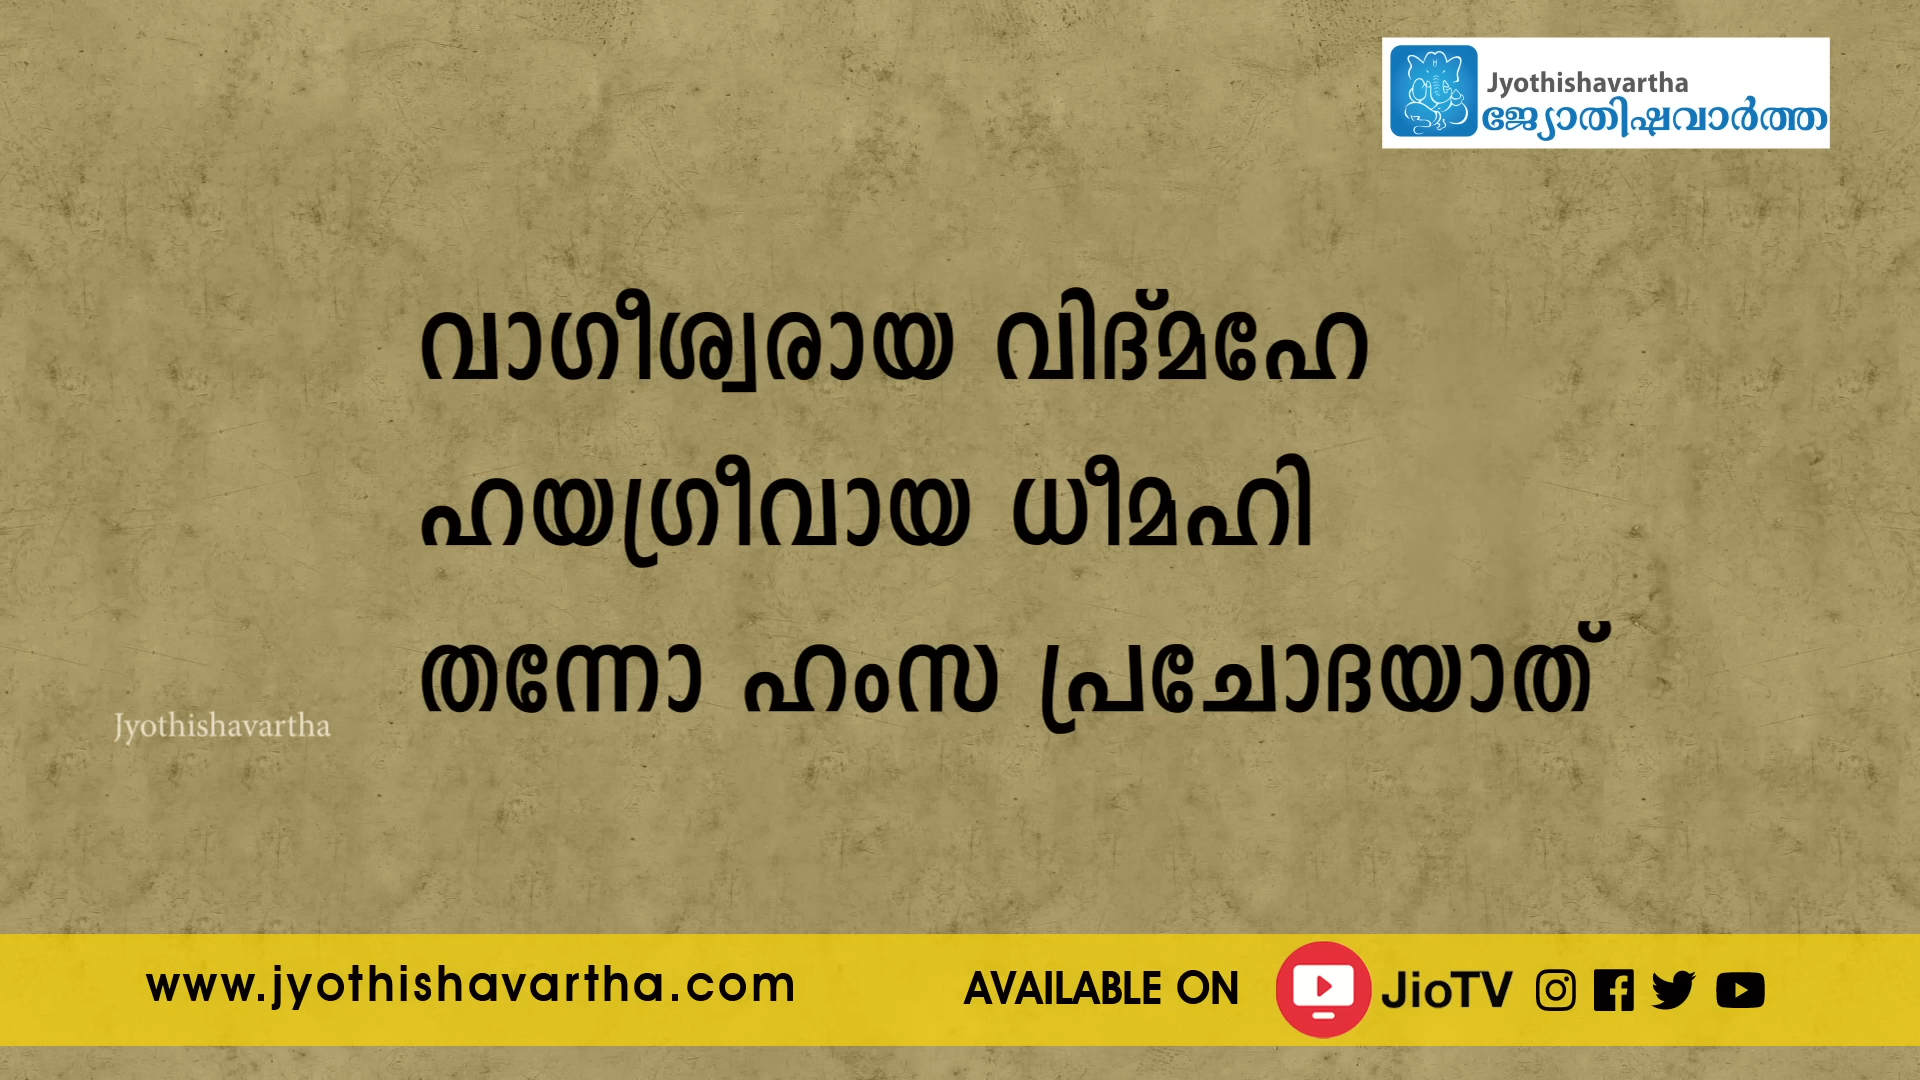 Jyothishavartha
ജ്യോതിഷവാർത്ത
വാഗീശ്വരായ വിദ്മഹേ
ഹയഗ്രീവായ ധീമഹി
തന്നോ ഹംസ പ്രചോദയാത്
Jyothishavartha
www.jyothishavartha.com
AVAILABLE ON JioTV